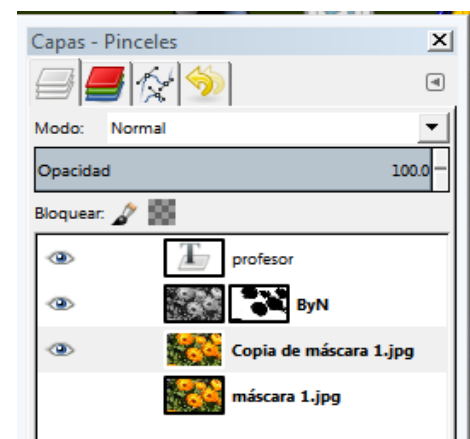 Capas - Pinceles
Modo: Normal
Opacidad 100.0
Bloquear:
profesor
ByN
Copia de máscara 1.jpg
máscara 1.jpg